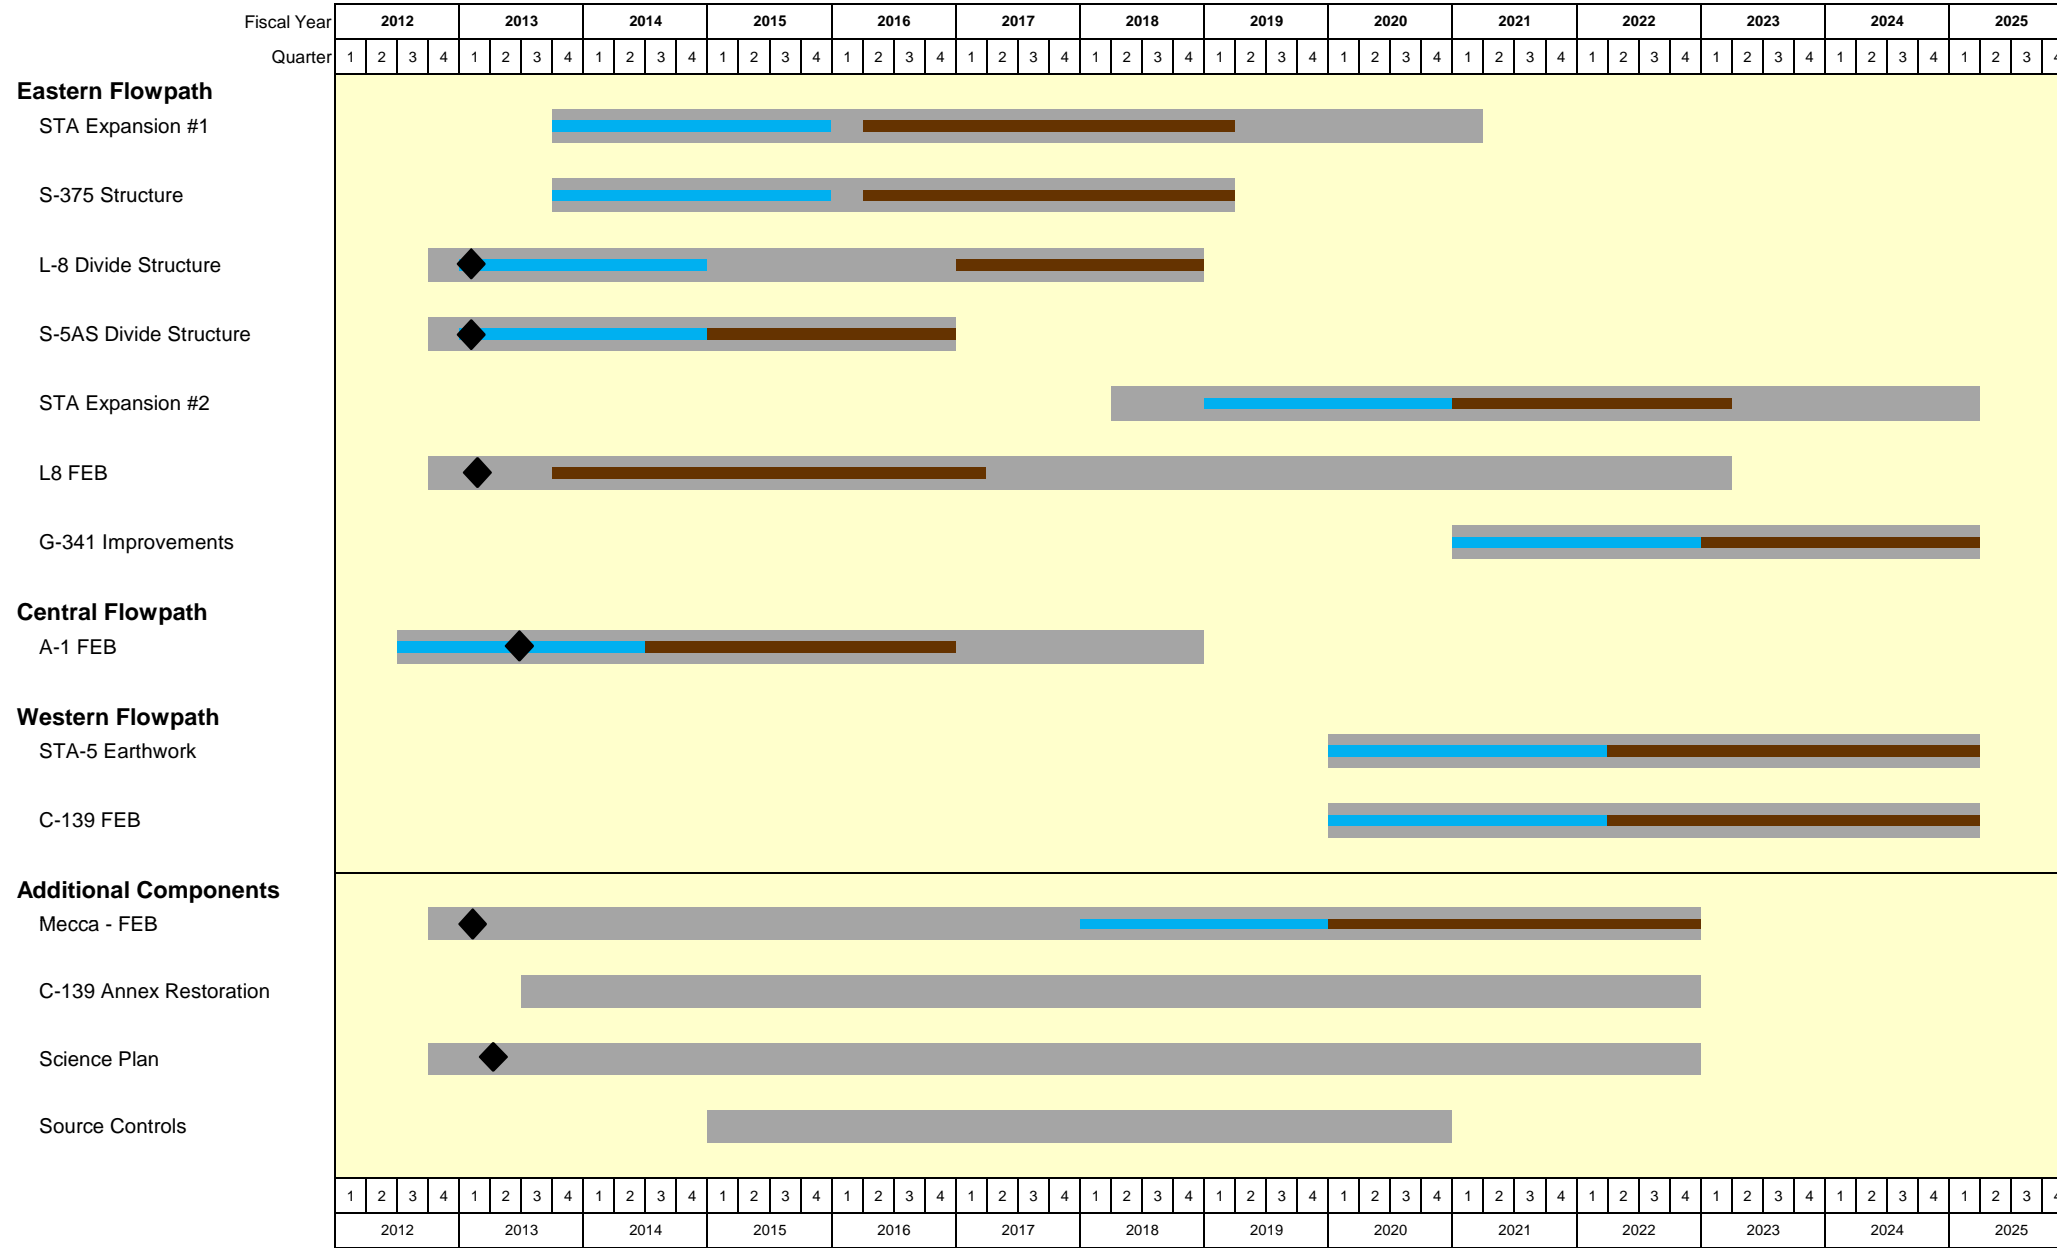 Fiscal Year 2012 2013 2014 2015 2016 2017 2018 2019 2020 2021 2022 2023 2024 2025
Quarter 1 2 3 4 1 2 3 4 1 2 3 4 1 2 3 4 1 2 3 4 1 2 3 4 1 2 3 4 1 2 3 4 1 2 3 4 1 2 3 4 1 2 3 4 1 2 3 4 1 2 3 4 1 2 3 4
Eastern Flowpath
STA Expansion #1
S-375 Structure
L-8 Divide Structure
S-5AS Divide Structure
STA Expansion #2
L8 FEB
G-341 Improvements
Central Flowpath
A-1 FEB
Western Flowpath
STA-5 Earthwork
C-139 FEB
Additional Components
Mecca - FEB
C-139 Annex Restoration
Science Plan
Source Controls
1 2 3 4 1 2 3 4 1 2 3 4 1 2 3 4 1 2 3 4 1 2 3 4 1 2 3 4 1 2 3 4 1 2 3 4 1 2 3 4 1 2 3 4 1 2 3 4 1 2 3 4 1 2 3 4
2012 2013 2014 2015 2016 2017 2018 2019 2020 2021 2022 2023 2024 2025